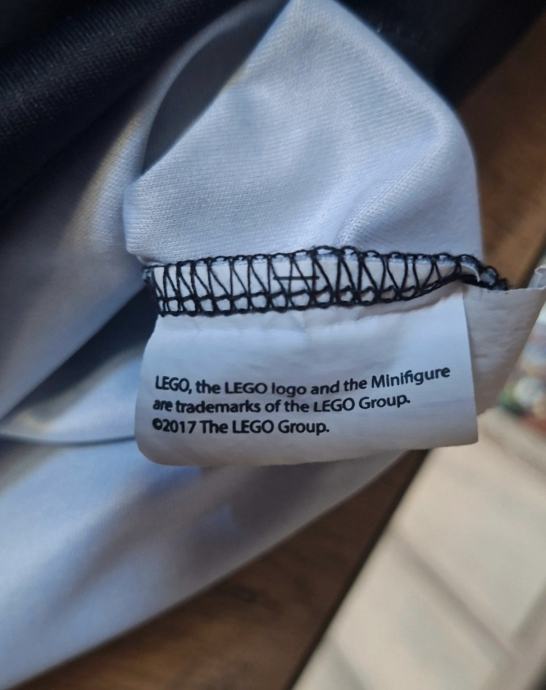 LEGO, the LEGO logo and the Minifigure
are trademarks of the LEGO Group.
©2017 The LEGO Group.